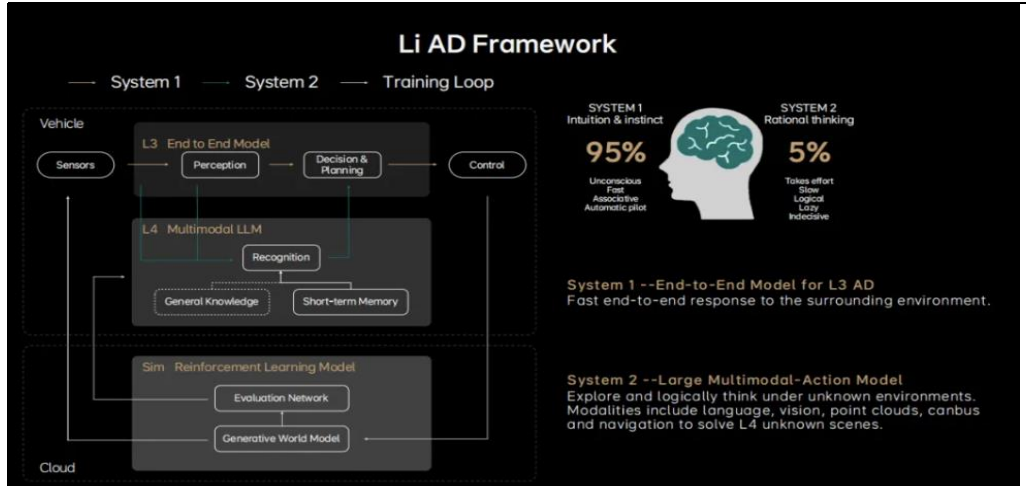 Li AD Framework
System 1
System 2
Training Loop
Vehicle
L3 End to End Model
Sensors
Perception
Decision &
Planning
Control
L4 Multimodal LLM
Recognition
General Knowledge
Short-term Memory
Sim Reinforcement Learning Model
Evaluation Network
Generative World Model
Cloud
SYSTEM 1
Intuition & instinct
95%
Unconscious
Fast
Associative
Automatic pilot
SYSTEM 2
Rational thinking
5%
Takes effort
Slow
Logical
Lazy
Indecisive
System 1 --End-to-End Model for L3 AD
Fast end-to-end response to the surrounding environment.
System 2 --Large Multimodal-Action Model
Explore and logically think under unknown environments.
Modalities include language, vision, point clouds, canbus
and navigation to solve L4 unknown scenes.